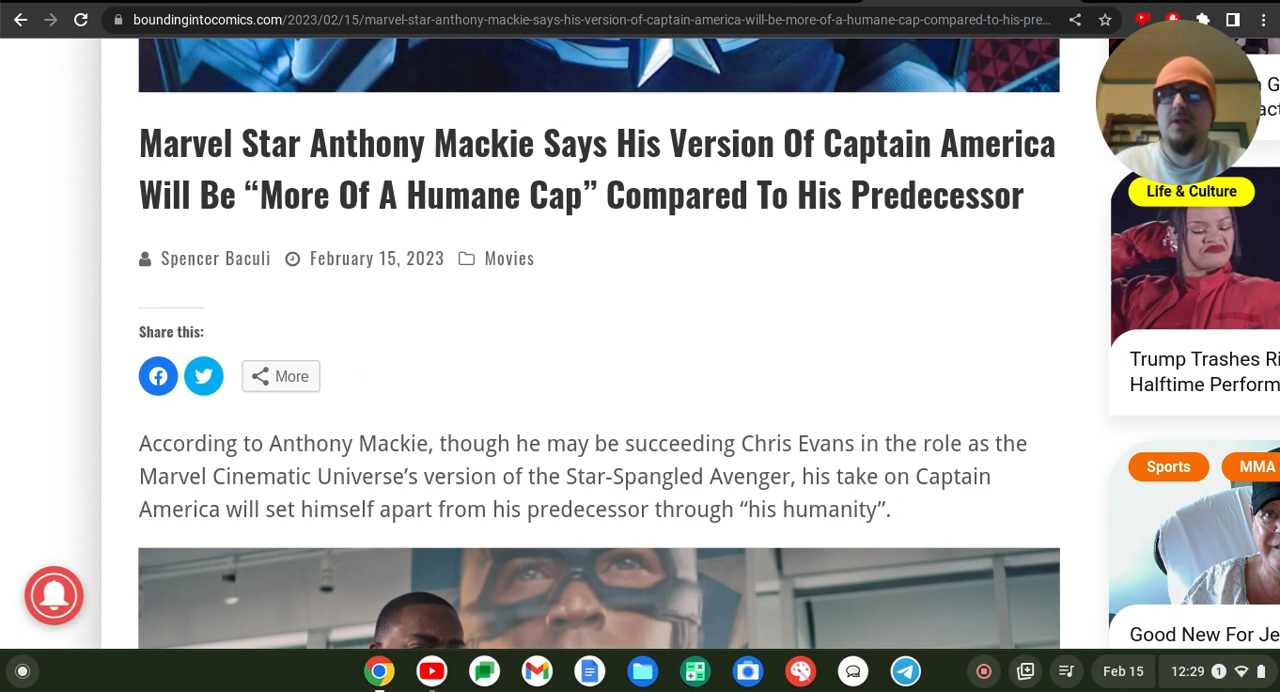 boundingintocomics.com/2023/02/15/marvel-star-anthony-mackie-says-his-version-of-captain-america-will-be-more-of-a-humane-cap-compared-to-his-pre...
Marvel Star Anthony Mackie Says His Version Of Captain America
Will Be “More Of A Humane Cap” Compared To His Predecessor
Spencer Baculi February 15, 2023 Movies
Share this:
More
According to Anthony Mackie, though he may be succeeding Chris Evans in the role as the
Marvel Cinematic Universe’s version of the Star-Spangled Avenger, his take on Captain
America will set himself apart from his predecessor through “his humanity”.
Life & Culture
Trump Trashes Ri
Halftime Perform
Sports MMA
Good New For Je
Feb 15 12:29 1